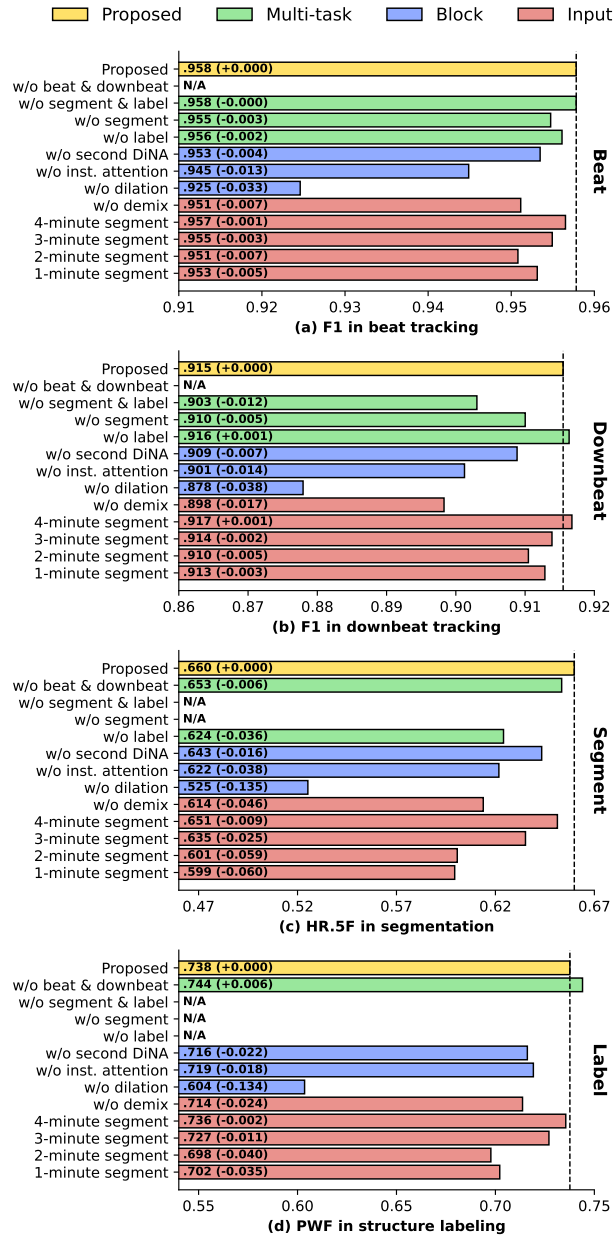 Proposed Multi-task Block Input
Proposed .958 (+0.000)
w/o beat & downbeat N/A
w/o segment & label .958 (-0.000)
w/o segment .955 (-0.003)
w/o label .956 (-0.002)
w/o second DiNA .953 (-0.004)
w/o inst. attention .945 (-0.013)
w/o dilation .925 (-0.033)
w/o demix .951 (-0.007)
4-minute segment .957 (-0.001)
3-minute segment .955 (-0.003)
2-minute segment .951 (-0.007)
1-minute segment .953 (-0.005)
Beat
0.91 0.92 0.93 0.94 0.95 0.96
(a) F1 in beat tracking
Proposed .915 (+0.000)
w/o beat & downbeat N/A
w/o segment & label .903 (-0.012)
w/o segment .910 (-0.005)
w/o label .916 (+0.001)
w/o second DiNA .909 (-0.007)
w/o inst. attention .901 (-0.014)
w/o dilation .878 (-0.038)
w/o demix .898 (-0.017)
4-minute segment .917 (+0.001)
3-minute segment .914 (-0.002)
2-minute segment .910 (-0.005)
1-minute segment .913 (-0.003)
Downbeat
0.86 0.87 0.88 0.89 0.90 0.91 0.92
(b) F1 in downbeat tracking
Proposed .660 (+0.000)
w/o beat & downbeat .653 (-0.006)
w/o segment & label N/A
w/o segment N/A
w/o label .624 (-0.036)
w/o second DiNA .643 (-0.016)
w/o inst. attention .622 (-0.038)
w/o dilation .525 (-0.135)
w/o demix .614 (-0.046)
4-minute segment .651 (-0.009)
3-minute segment .635 (-0.025)
2-minute segment .601 (-0.059)
1-minute segment .599 (-0.060)
Segment
0.47 0.52 0.57 0.62 0.67
(c) HR.5F in segmentation
Proposed .738 (+0.000)
w/o beat & downbeat .744 (+0.006)
w/o segment & label N/A
w/o segment N/A
w/o label N/A
w/o second DiNA .716 (-0.022)
w/o inst. attention .719 (-0.018)
w/o dilation .604 (-0.134)
w/o demix .714 (-0.024)
4-minute segment .736 (-0.002)
3-minute segment .727 (-0.011)
2-minute segment .698 (-0.040)
1-minute segment .702 (-0.035)
Label
0.55 0.60 0.65 0.70 0.75
(d) PWF in structure labeling